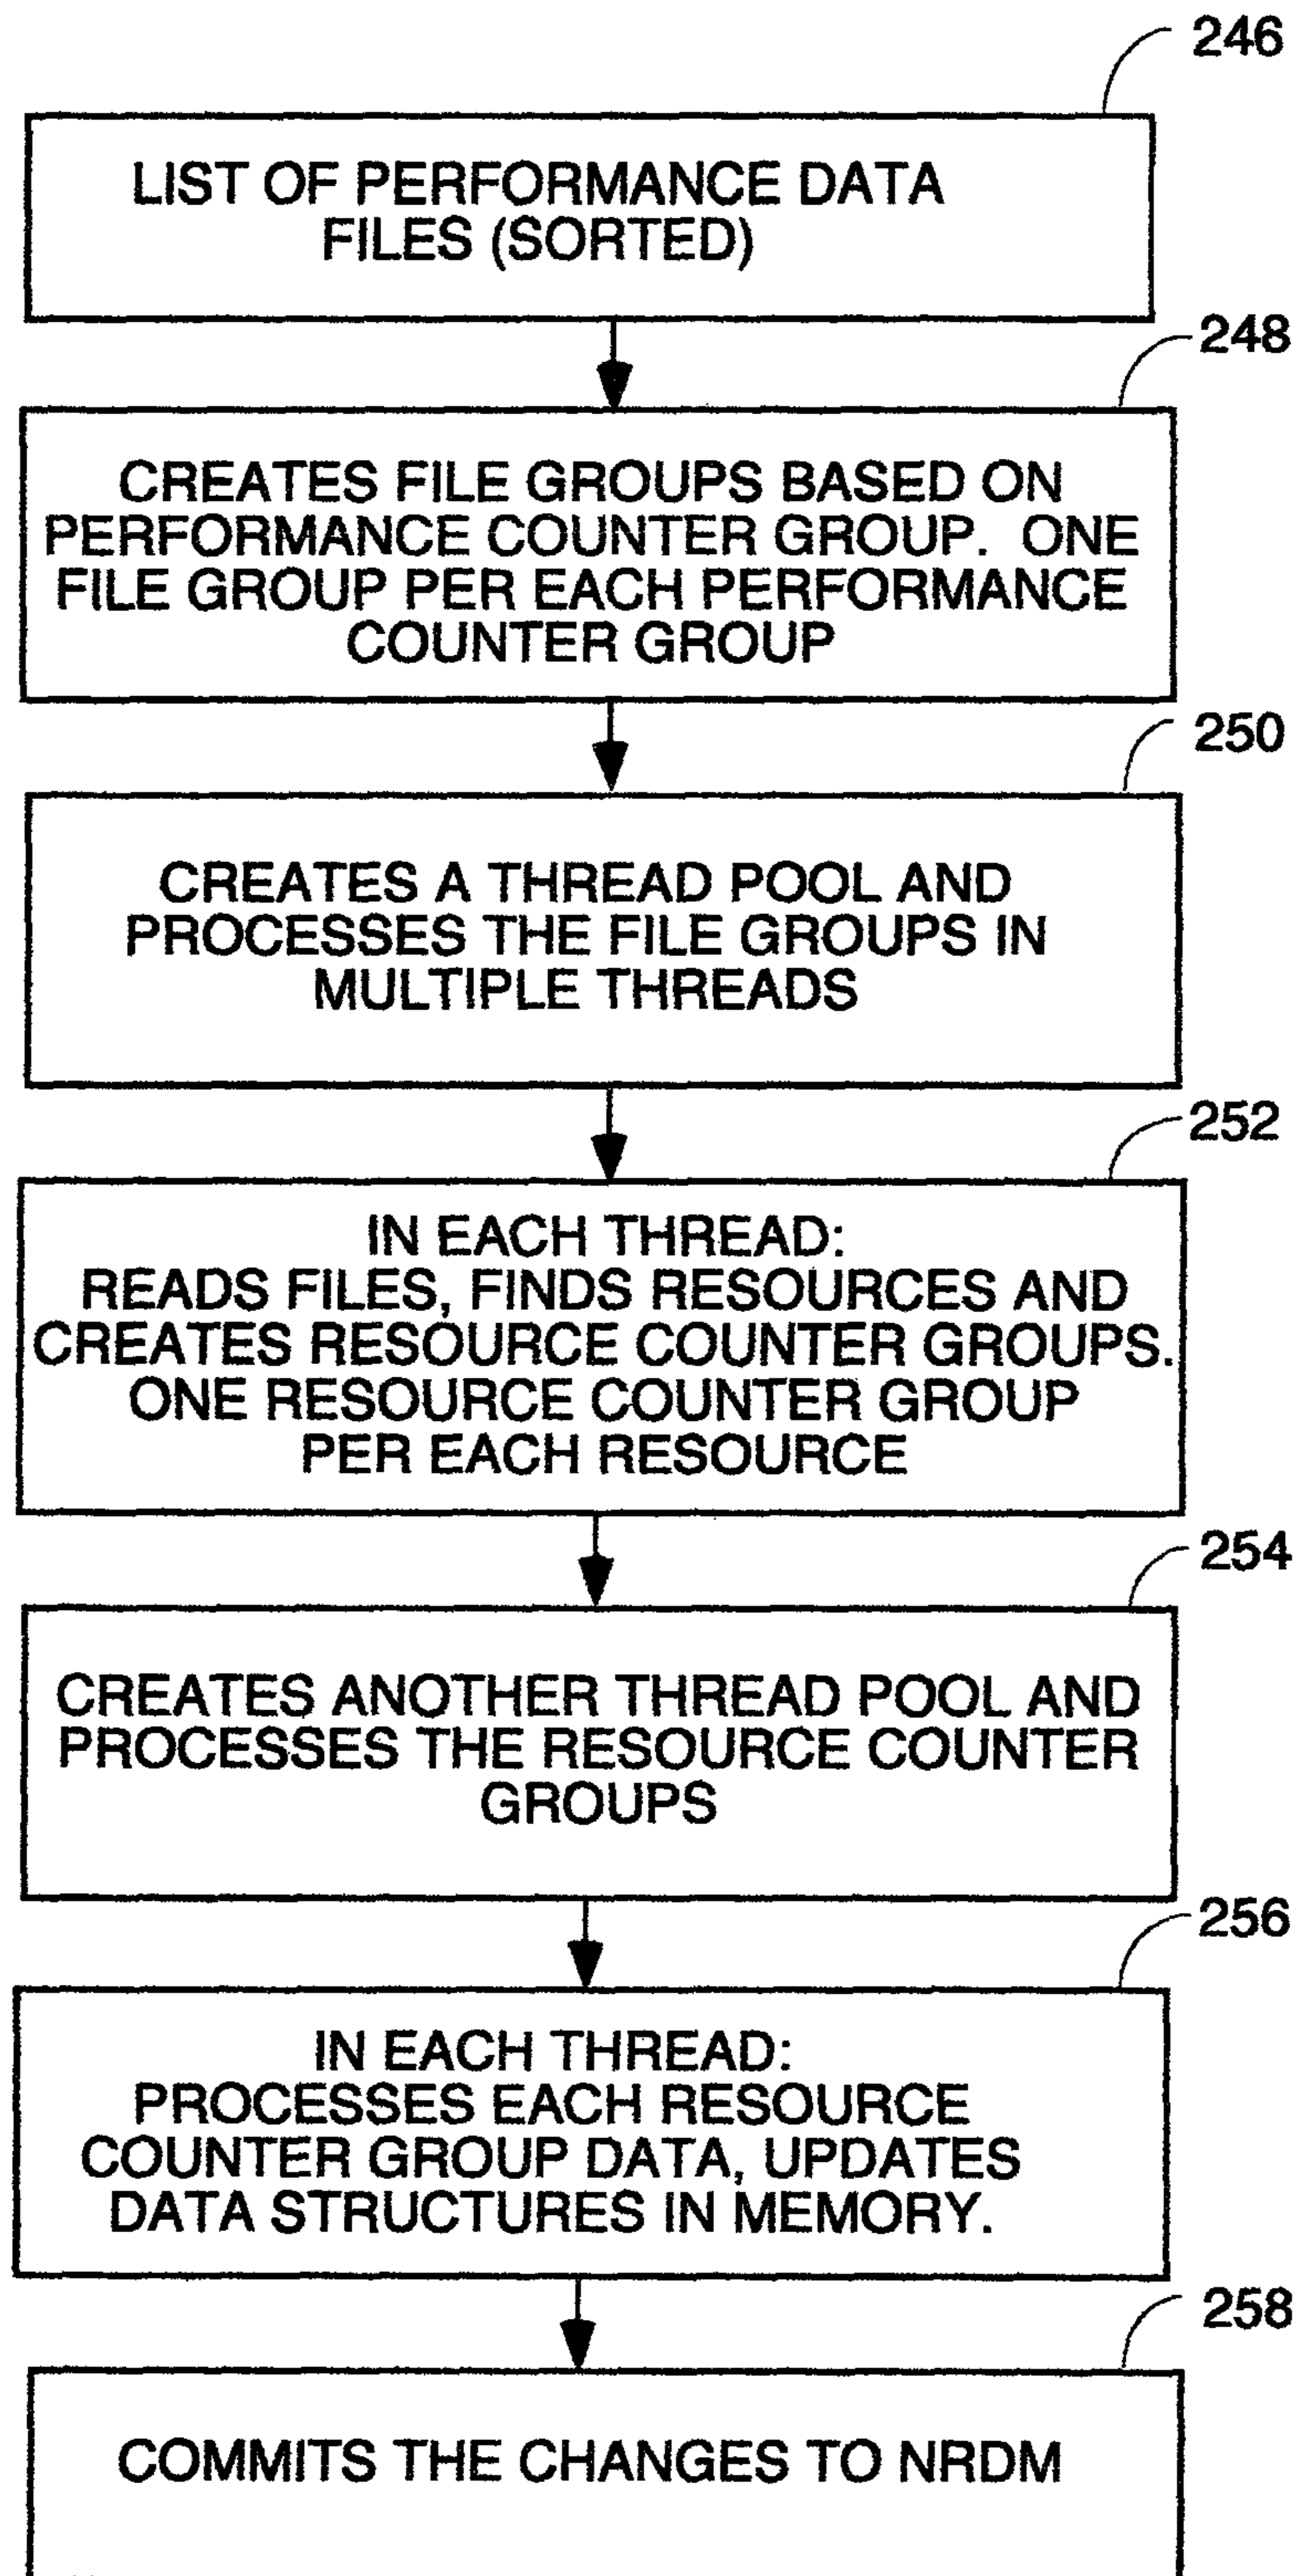 246
LIST OF PERFORMANCE DATA
FILES (SORTED)
248
CREATES FILE GROUPS BASED ON
PERFORMANCE COUNTER GROUP. ONE
FILE GROUP PER EACH PERFORMANCE
COUNTER GROUP
250
CREATES A THREAD POOL AND
PROCESSES THE FILE GROUPS IN
MULTIPLE THREADS
252
IN EACH THREAD:
READS FILES, FINDS RESOURCES AND
CREATES RESOURCE COUNTER GROUPS.
ONE RESOURCE COUNTER GROUP
PER EACH RESOURCE
254
CREATES ANOTHER THREAD POOL AND
PROCESSES THE RESOURCE COUNTER
GROUPS
256
IN EACH THREAD:
PROCESSES EACH RESOURCE
COUNTER GROUP DATA, UPDATES
DATA STRUCTURES IN MEMORY.
258
COMMITS THE CHANGES TO NRDM